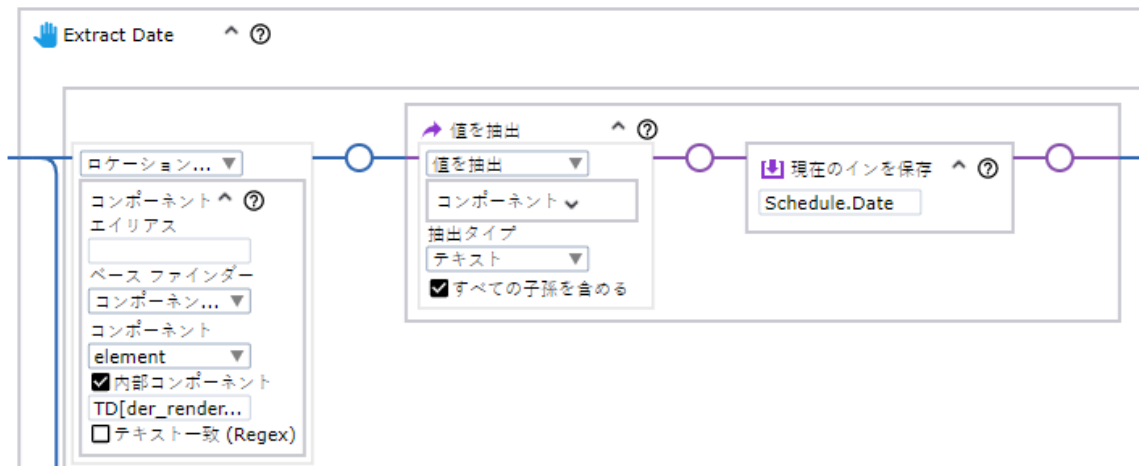 Extract Date
ロケーション...
コンポーネント
エイリアス
ベース ファインダー
コンポーネン...
コンポーネント
element
内部コンポーネント
TD[der_render...
テキスト一致 (Regex)
値を抽出
値を抽出
コンポーネント
抽出タイプ
テキスト
すべての子孫を含める
現在のインを保存
Schedule.Date